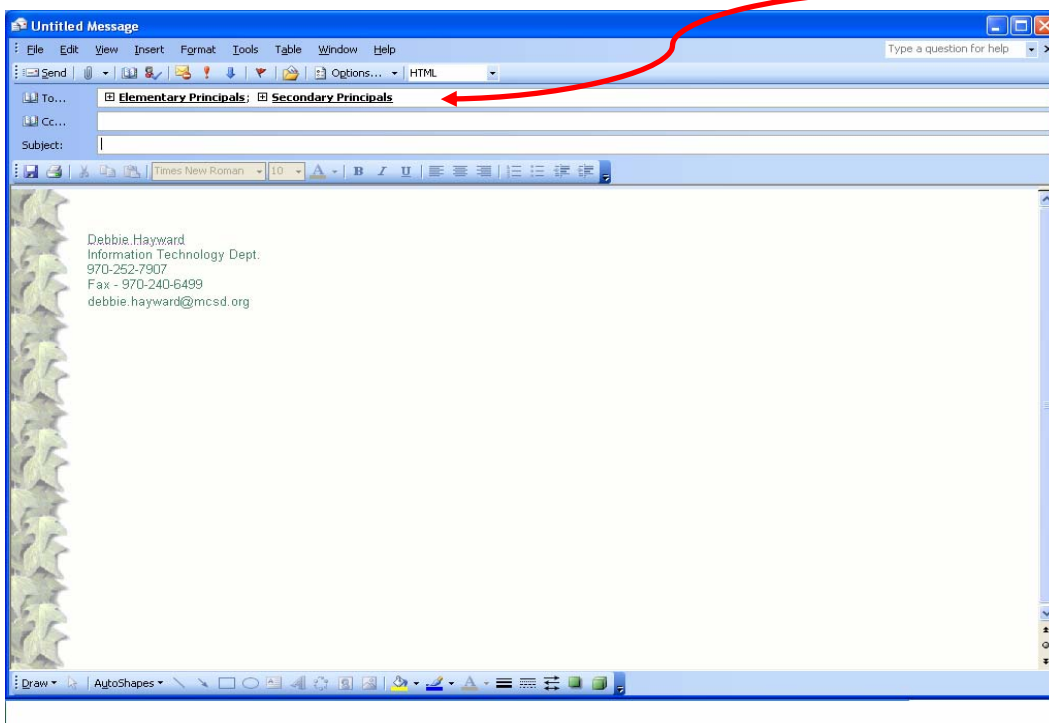 Untitled Message
File Edit View Insert Format Tools Table Window Help Type a question for help
Send Options... HTML
To... Elementary Principals; Secondary Principals
Cc...
Subject:
Times New Roman 10 A B I U
Debbie Hayward
Information Technology Dept.
970-252-7907
Fax - 970-240-6499
debbie.hayward@mcsd.org
Draw AutoShapes A